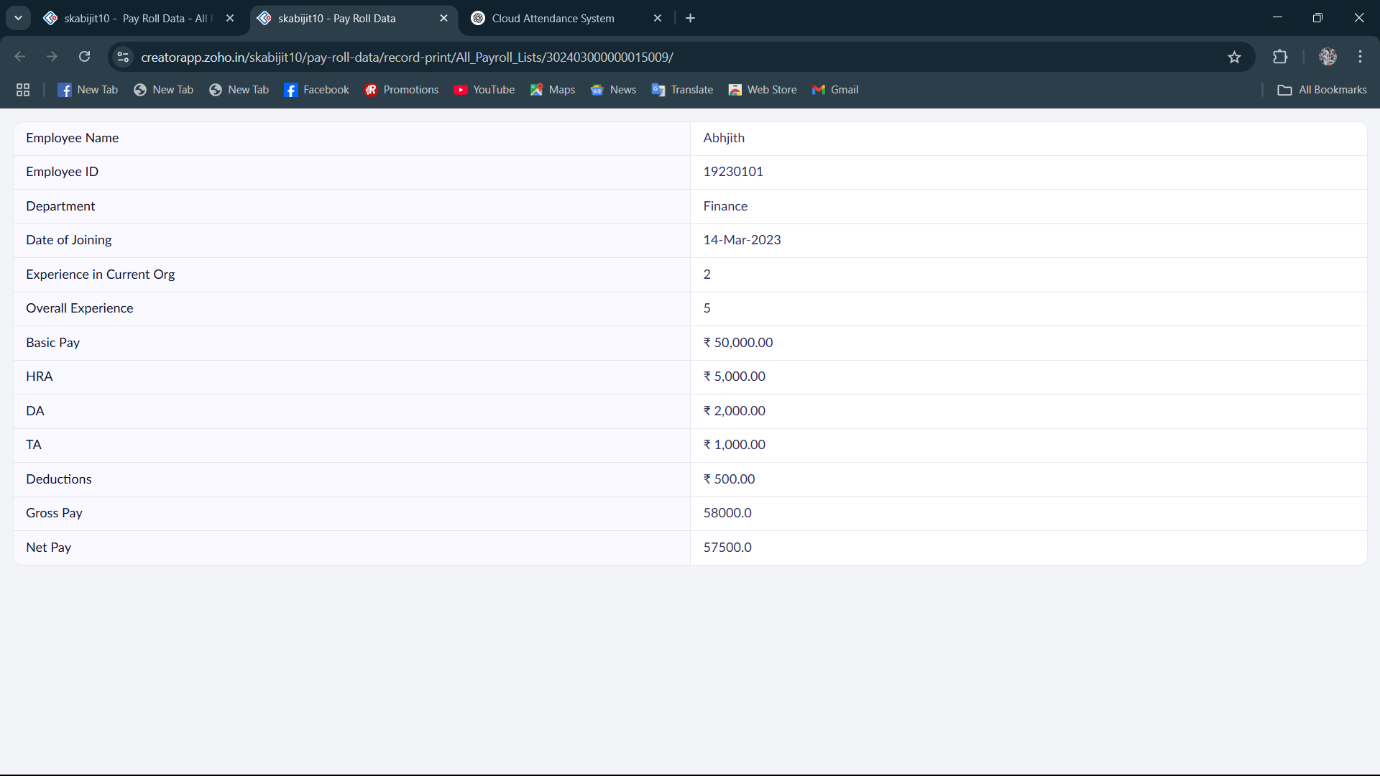 skabijit10 - Pay Roll Data - All
skabijit10 - Pay Roll Data
Cloud Attendance System
creatorapp.zoho.in/skabijit10/pay-roll-data/record-print/All_Payroll_Lists/302403000000015009/
New Tab
New Tab
New Tab
Facebook
Promotions
YouTube
Maps
News
Translate
Web Store
Gmail
All Bookmarks
Employee Name Abhjith
Employee ID 19230101
Department Finance
Date of Joining 14-Mar-2023
Experience in Current Org 2
Overall Experience 5
Basic Pay ₹ 50,000.00
HRA ₹ 5,000.00
DA ₹ 2,000.00
TA ₹ 1,000.00
Deductions ₹ 500.00
Gross Pay 58000.0
Net Pay 57500.0